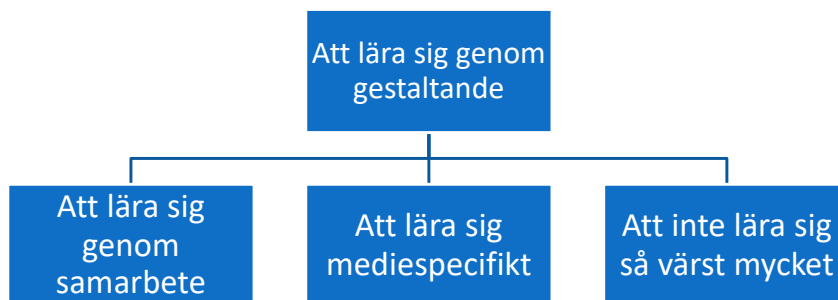 Att lära sig genom
gestaltande
Att lära sig
genom
samarbete
Att lära sig
mediespecifikt
Att inte lära sig
så värst mycket